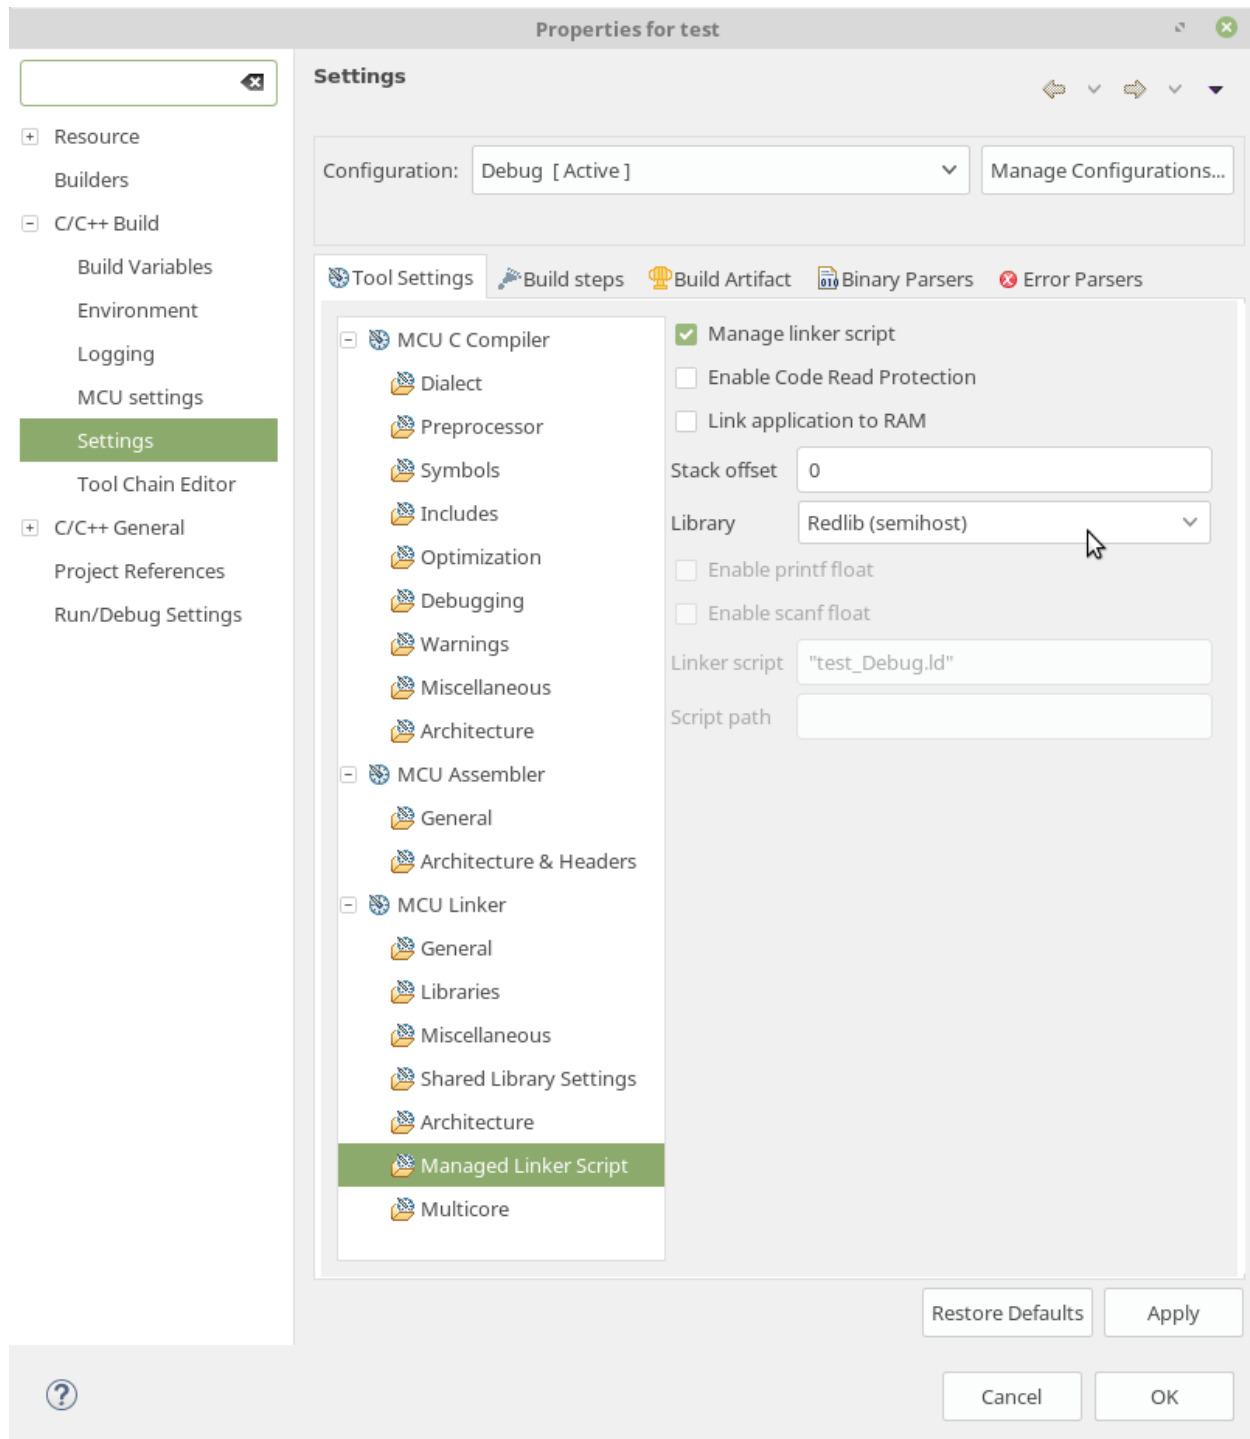 Properties for test
Resource
Builders
C/C++ Build
Build Variables
Environment
Logging
MCU settings
Settings
Tool Chain Editor
C/C++ General
Project References
Run/Debug Settings
Settings
Configuration: Debug [ Active ] Manage Configurations...
Tool Settings Build steps Build Artifact Binary Parsers Error Parsers
MCU C Compiler
Dialect
Preprocessor
Symbols
Includes
Optimization
Debugging
Warnings
Miscellaneous
Architecture
MCU Assembler
General
Architecture & Headers
MCU Linker
General
Libraries
Miscellaneous
Shared Library Settings
Architecture
Managed Linker Script
Multicore
Manage linker script
Enable Code Read Protection
Link application to RAM
Stack offset 0
Library Redlib (semihost)
Enable printf float
Enable scanf float
Linker script "test_Debug.ld"
Script path
Restore Defaults Apply
Cancel OK